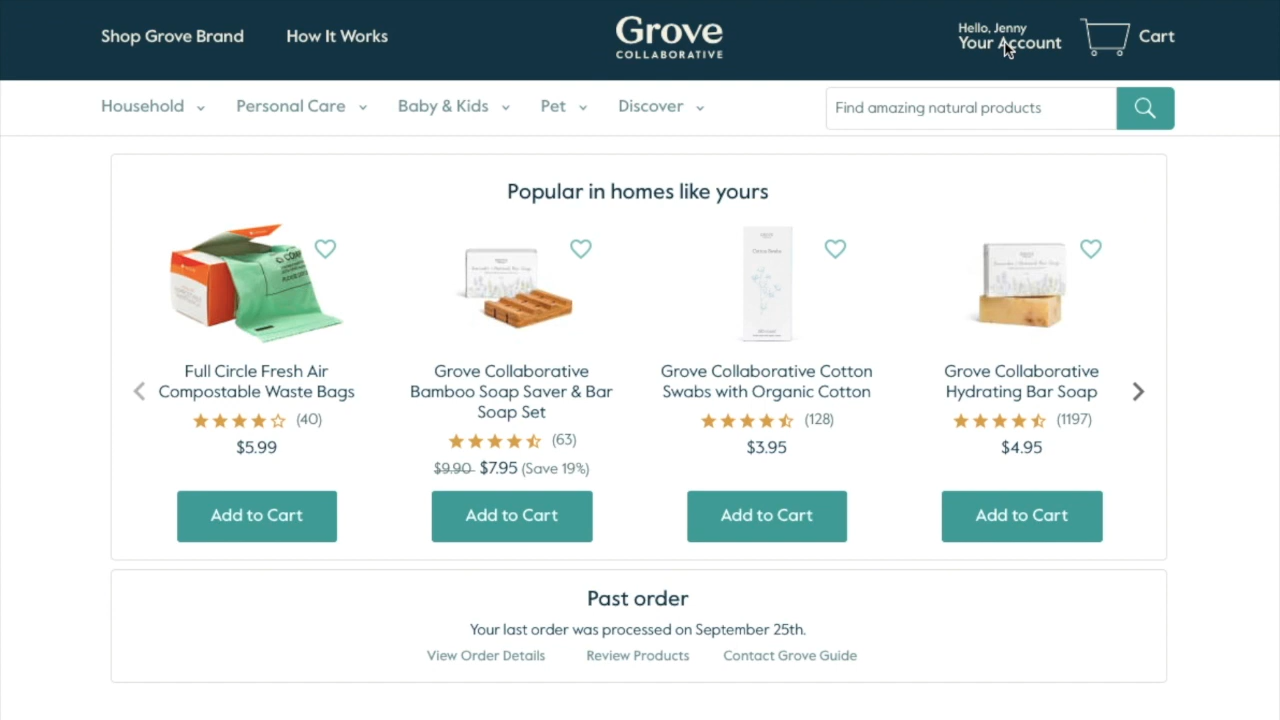 Shop Grove Brand
How It Works
Grove
COLLABORATIVE
Hello, Jenny
Your Account
Cart
Household
Personal Care
Baby & Kids
Pet
Discover
Find amazing natural products
Popular in homes like yours
Full Circle Fresh Air
Compostable Waste Bags
(40)
$5.99
Add to Cart
Grove Collaborative
Bamboo Soap Saver & Bar
Soap Set
(63)
$9.90 $7.95 (Save 19%)
Add to Cart
Grove Collaborative Cotton
Swabs with Organic Cotton
(128)
$3.95
Add to Cart
Grove Collaborative
Hydrating Bar Soap
(1197)
$4.95
Add to Cart
Past order
Your last order was processed on September 25th.
View Order Details
Review Products
Contact Grove Guide